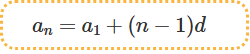 aₙ = a₁ + (n − 1)d